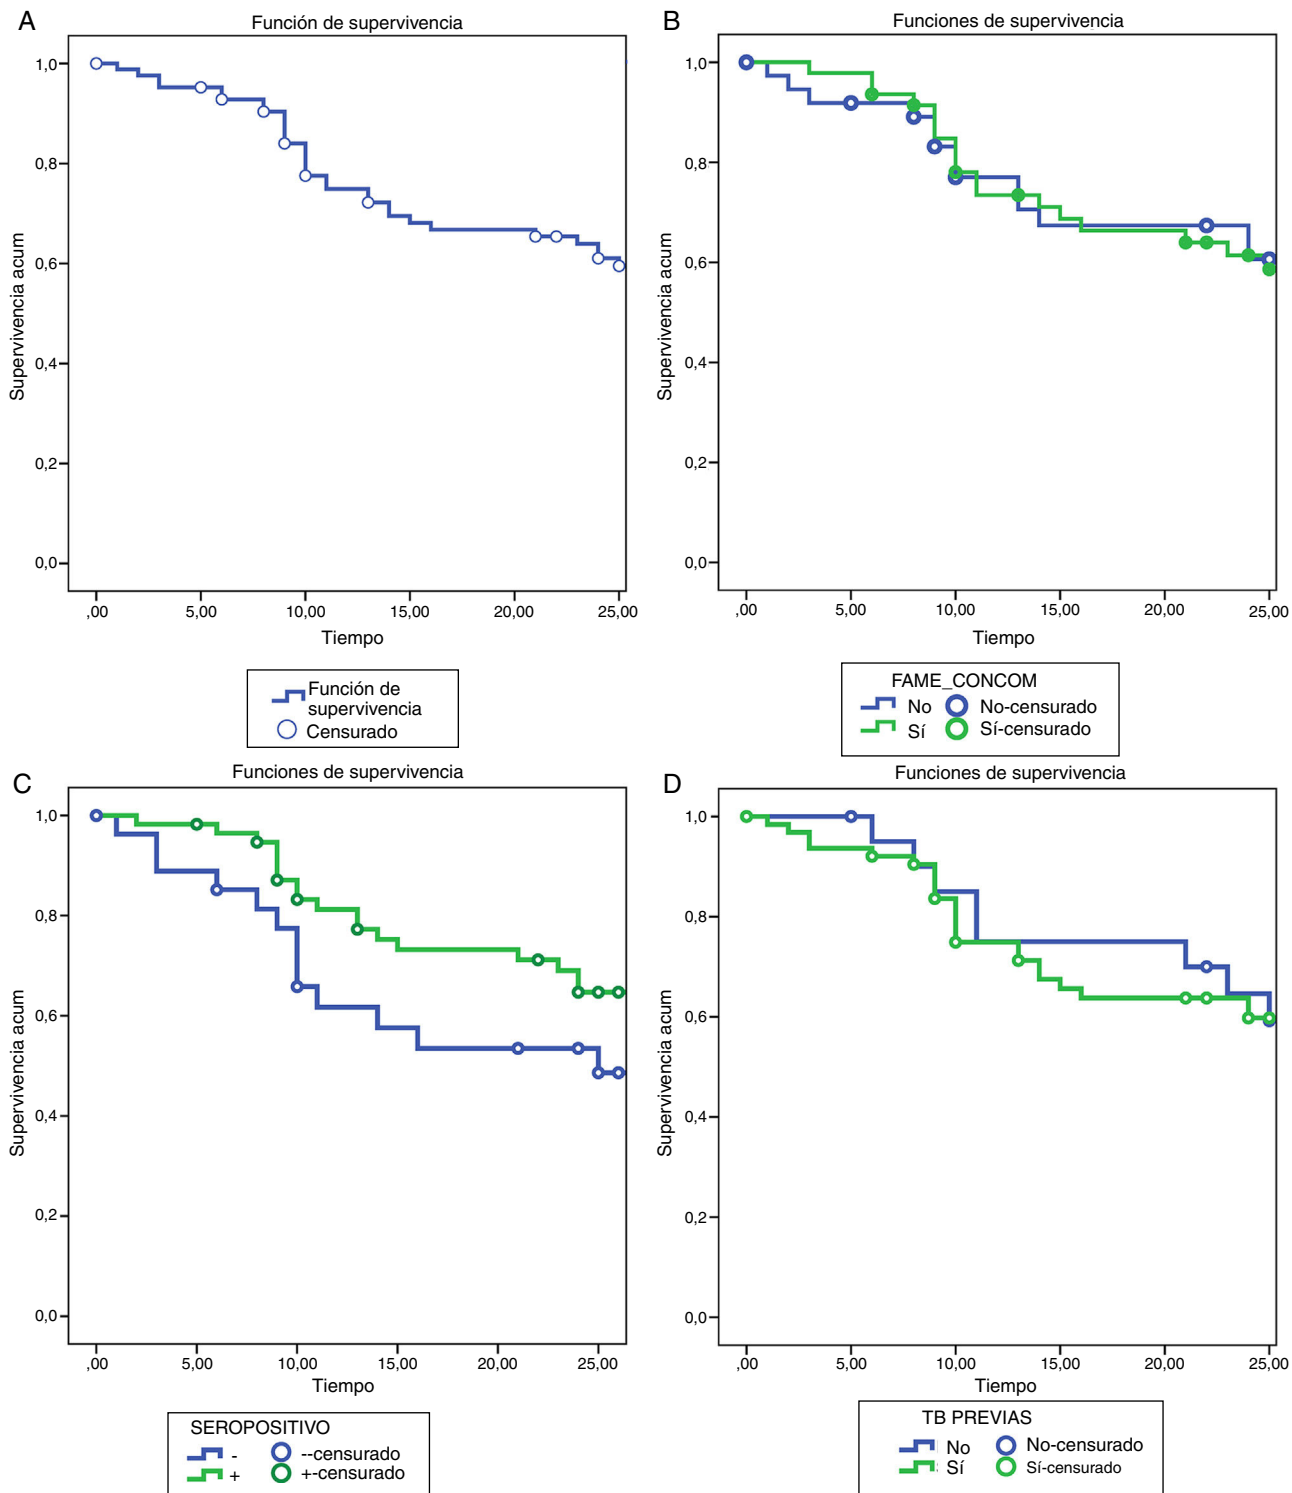 A
Función de supervivencia
Supervivencia acum
1,0
0,8
0,6
0,4
0,2
0,0
,00 5,00 10,00 15,00 20,00 25,00
Tiempo
Función de
supervivencia
Censurado
B
Funciones de supervivencia
Supervivencia acum
1,0
0,8
0,6
0,4
0,2
0,0
,00 5,00 10,00 15,00 20,00 25,00
Tiempo
FAME_CONCOM
No No-censurado
Sí Sí-censurado
C
Funciones de supervivencia
Supervivencia acum
1,0
0,8
0,6
0,4
0,2
0,0
,00 5,00 10,00 15,00 20,00 25,00
Tiempo
SEROPOSITIVO
- --censurado
+ +-censurado
D
Funciones de supervivencia
Supervivencia acum
1,0
0,8
0,6
0,4
0,2
0,0
,00 5,00 10,00 15,00 20,00 25,00
Tiempo
TB PREVIAS
No No-censurado
Sí Sí-censurado